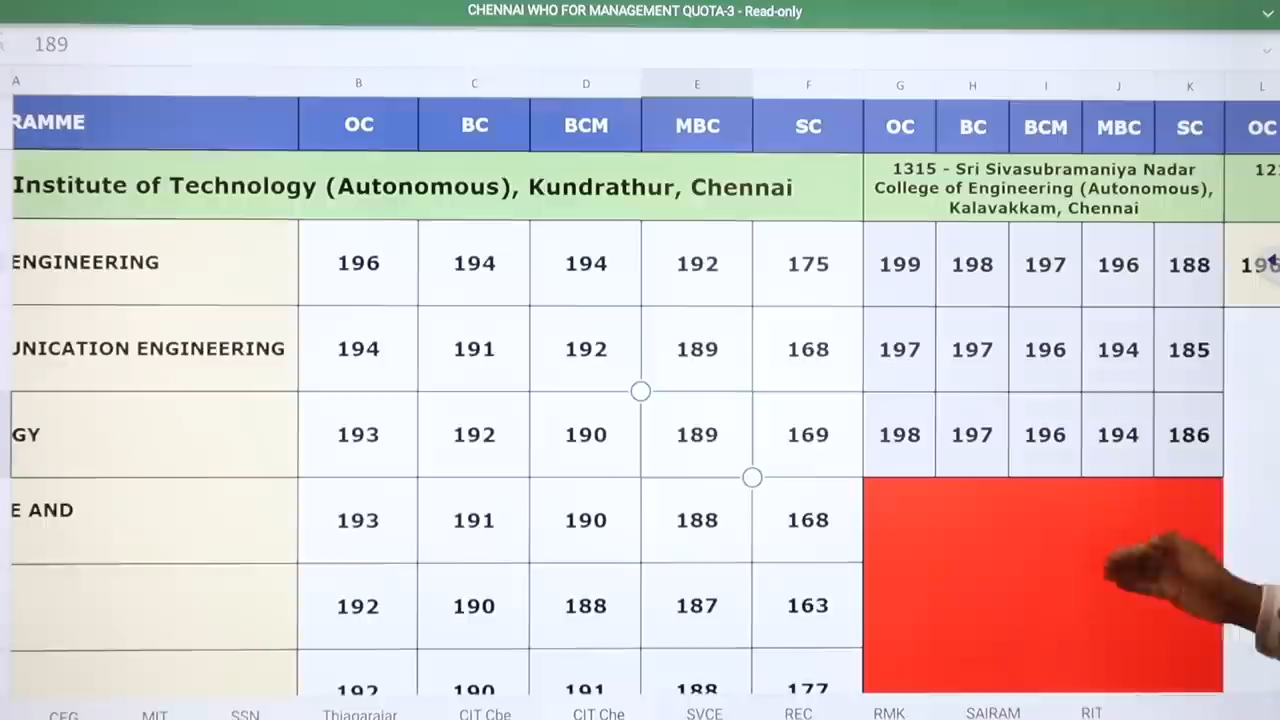 CHENNAI WHO FOR MANAGEMENT QUOTA-3 - Read-only
189
A B C D E F G H I J K L
RAMME OC BC BCM MBC SC OC BC BCM MBC SC OC
Institute of Technology (Autonomous), Kundrathur, Chennai
1315 - Sri Sivasubramaniya Nadar
College of Engineering (Autonomous),
Kalavakkam, Chennai
ENGINEERING 196 194 194 192 175 199 198 197 196 188
UNICATION ENGINEERING 194 191 192 189 168 197 197 196 194 185
GY 193 192 190 189 169 198 197 196 194 186
E AND 193 191 190 188 168
192 190 188 187 163
192 190 191 188 177
CEG MIT SSN Thiagarajar CIT Cbe CIT Che SVCE REC RMK SAIRAM RIT